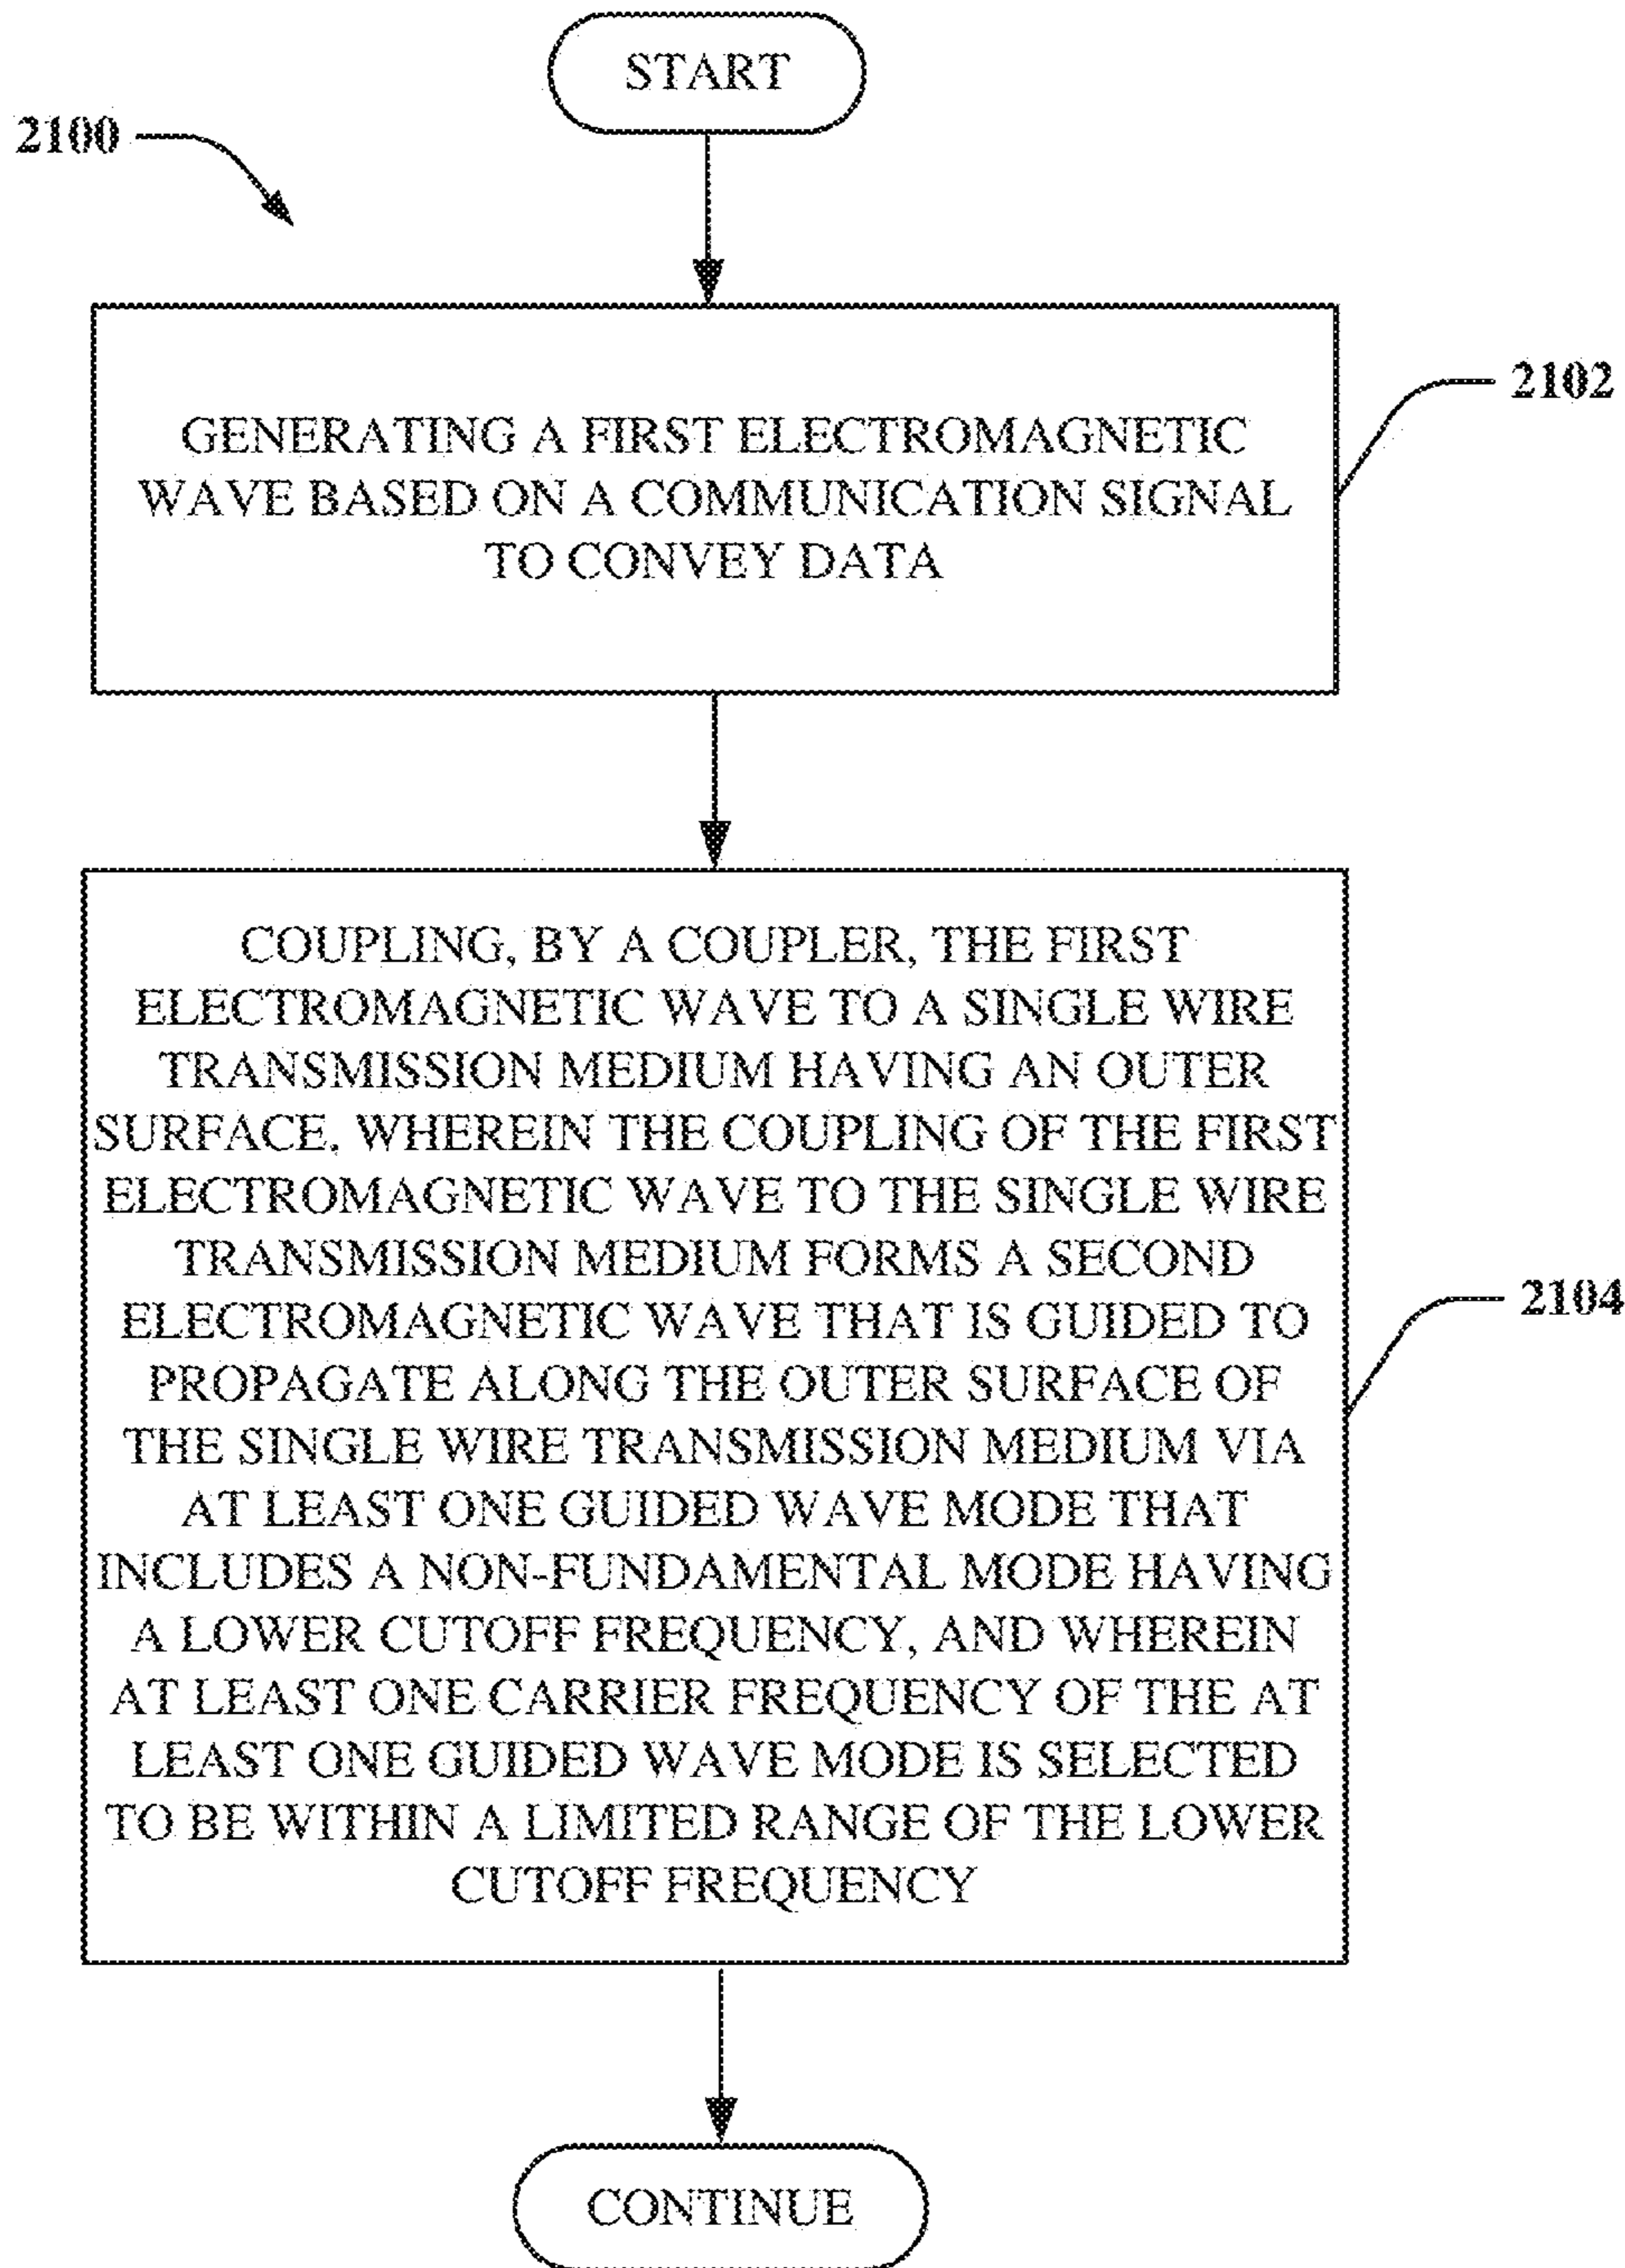 START
2100
GENERATING A FIRST ELECTROMAGNETIC
WAVE BASED ON A COMMUNICATION SIGNAL
TO CONVEY DATA
2102
COUPLING, BY A COUPLER, THE FIRST
ELECTROMAGNETIC WAVE TO A SINGLE WIRE
TRANSMISSION MEDIUM HAVING AN OUTER
SURFACE, WHEREIN THE COUPLING OF THE FIRST
ELECTROMAGNETIC WAVE TO THE SINGLE WIRE
TRANSMISSION MEDIUM FORMS A SECOND
ELECTROMAGNETIC WAVE THAT IS GUIDED TO
PROPAGATE ALONG THE OUTER SURFACE OF
THE SINGLE WIRE TRANSMISSION MEDIUM VIA
AT LEAST ONE GUIDED WAVE MODE THAT
INCLUDES A NON-FUNDAMENTAL MODE HAVING
A LOWER CUTOFF FREQUENCY, AND WHEREIN
AT LEAST ONE CARRIER FREQUENCY OF THE AT
LEAST ONE GUIDED WAVE MODE IS SELECTED
TO BE WITHIN A LIMITED RANGE OF THE LOWER
CUTOFF FREQUENCY
2104
CONTINUE